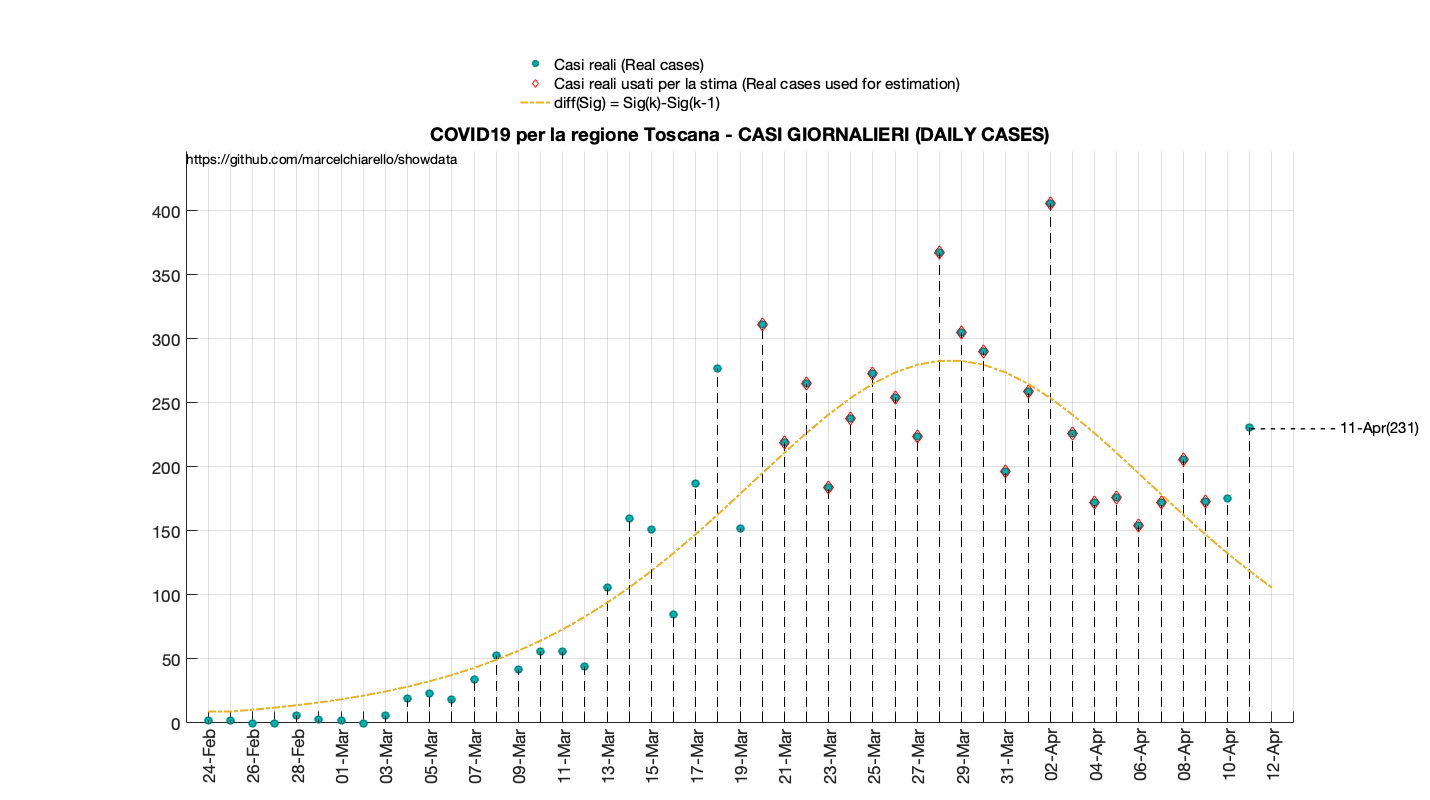 Casi reali (Real cases)
Casi reali usati per la stima (Real cases used for estimation)
diff(Sig) = Sig(k)-Sig(k-1)
COVID19 per la regione Toscana - CASI GIORNALIERI (DAILY CASES)
https://github.com/marcelchiarello/showdata
400
350
300
250
200
150
100
50
0
11-Apr(231)
24-Feb
26-Feb
28-Feb
01-Mar
03-Mar
05-Mar
07-Mar
09-Mar
11-Mar
13-Mar
15-Mar
17-Mar
19-Mar
21-Mar
23-Mar
25-Mar
27-Mar
29-Mar
31-Mar
02-Apr
04-Apr
06-Apr
08-Apr
10-Apr
12-Apr